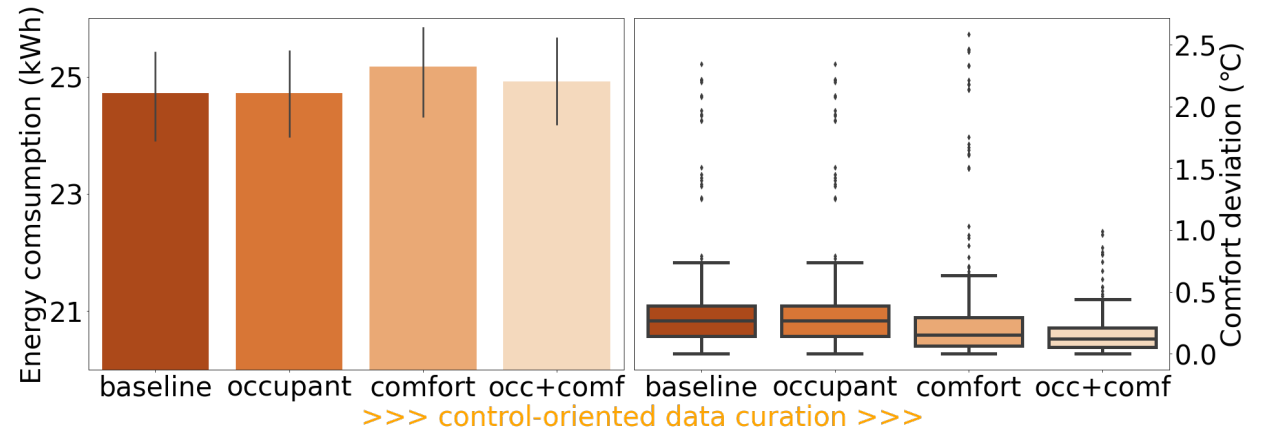 Energy comsumption (kWh)
25
23
21
baseline
occupant
comfort
occ+comf
Comfort deviation (°C)
2.5
2.0
1.5
1.0
0.5
0.0
baseline
occupant
comfort
occ+comf
>>> control-oriented data curation >>>